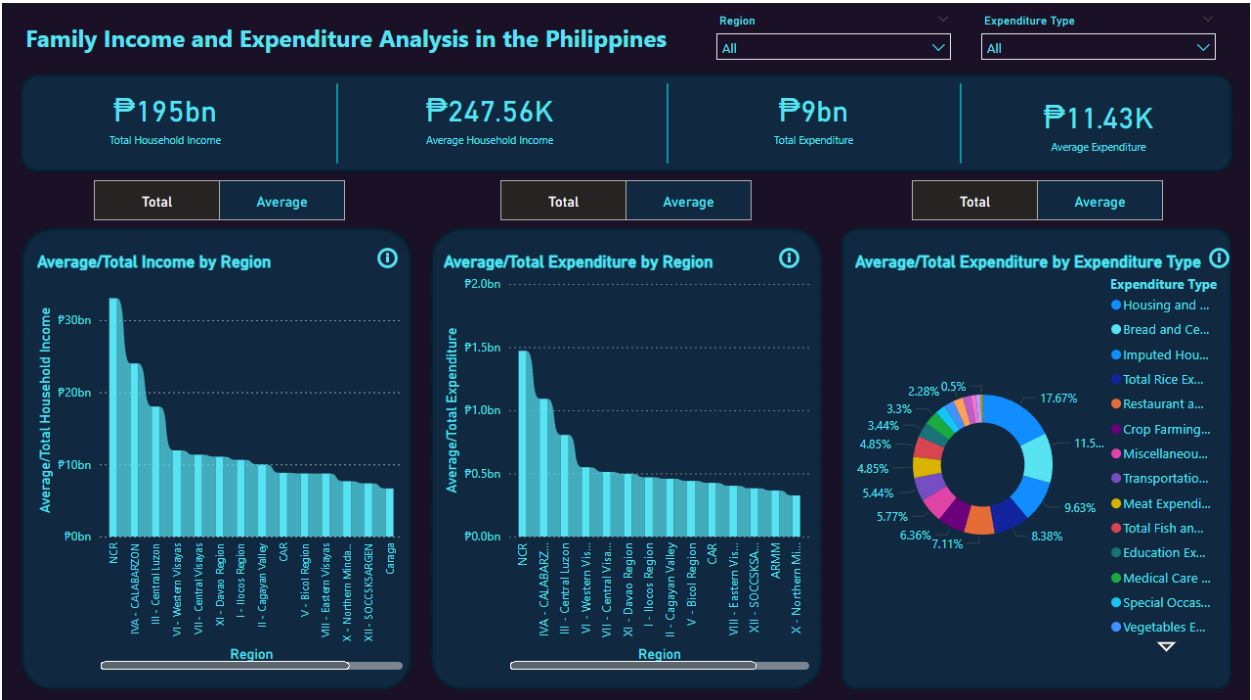 Family Income and Expenditure Analysis in the Philippines
Region
All
Expenditure Type
All
₱195bn
Total Household Income
₱247.56K
Average Household Income
₱9bn
Total Expenditure
₱11.43K
Average Expenditure
Total
Average
Total
Average
Total
Average
Average/Total Income by Region
Average/Total Household Income
₱30bn
₱20bn
₱10bn
₱0bn
NCR
IVA - CALABARZON
III - Central Luzon
VI - Western Visayas
VII - Central Visayas
XI - Davao Region
I - Ilocos Region
II - Cagayan Valley
CAR
V - Bicol Region
VIII - Eastern Visayas
X - Northern Minda...
XII - SOCCSKSARGEN
Caraga
Region
Average/Total Expenditure by Region
Average/Total Expenditure
₱2.0bn
₱1.5bn
₱1.0bn
₱0.5bn
₱0.0bn
NCR
IVA - CALABARZ...
III - Central Luzon
VI - Western Vis...
VII - Central Visa...
XI - Davao Region
I - Ilocos Region
II - Cagayan Valley
V - Bicol Region
CAR
VIII - Eastern Vis...
XII - SOCCSKSA...
ARMM
X - Northern Mi...
Region
Average/Total Expenditure by Expenditure Type
Expenditure Type
Housing and ...
Bread and Ce...
Imputed Hou...
Total Rice Ex...
Restaurant a...
Crop Farming...
Miscellaneou...
Transportatio...
Meat Expendi...
Total Fish an...
Education Ex...
Medical Care ...
Special Occas...
Vegetables E...
17.67%
11.5...
9.63%
8.38%
7.11%
6.36%
5.77%
5.44%
4.85%
4.85%
3.44%
3.3%
2.28%
0.5%